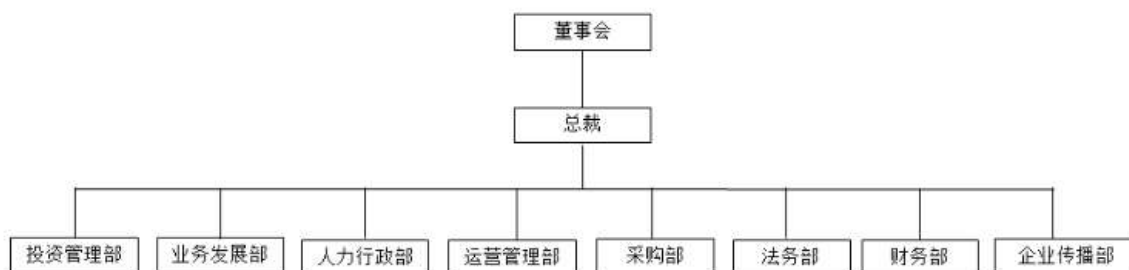 董事会
总裁
投资管理部
业务发展部
人力行政部
运营管理部
采购部
法务部
财务部
企业传播部